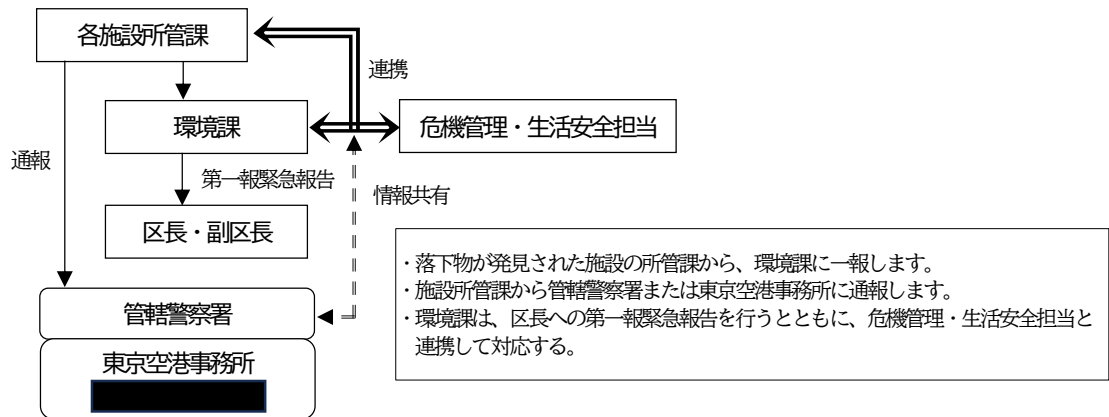 各施設所管課
連携
環境課
危機管理・生活安全担当
通報
第一報緊急報告
情報共有
区長・副区長
・落下物が発見された施設の所管課から、環境課に一報します。
・施設所管課から管轄警察署または東京空港事務所に通報します。
・環境課は、区長への第一報緊急報告を行うとともに、危機管理・生活安全担当と
連携して対応する。
管轄警察署
東京空港事務所